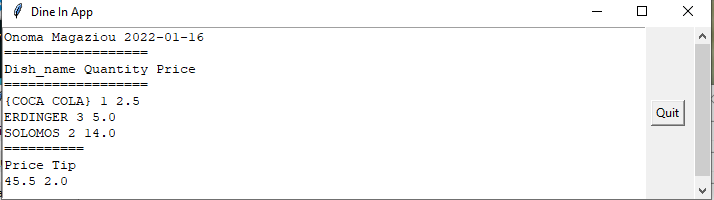 Dine In App
Onoma Magaziou 2022-01-16
==================
Dish_name Quantity Price
==================
{COCA COLA} 1 2.5
ERDINGER 3 5.0
SOLOMOS 2 14.0
==========
Price Tip
45.5 2.0
Quit